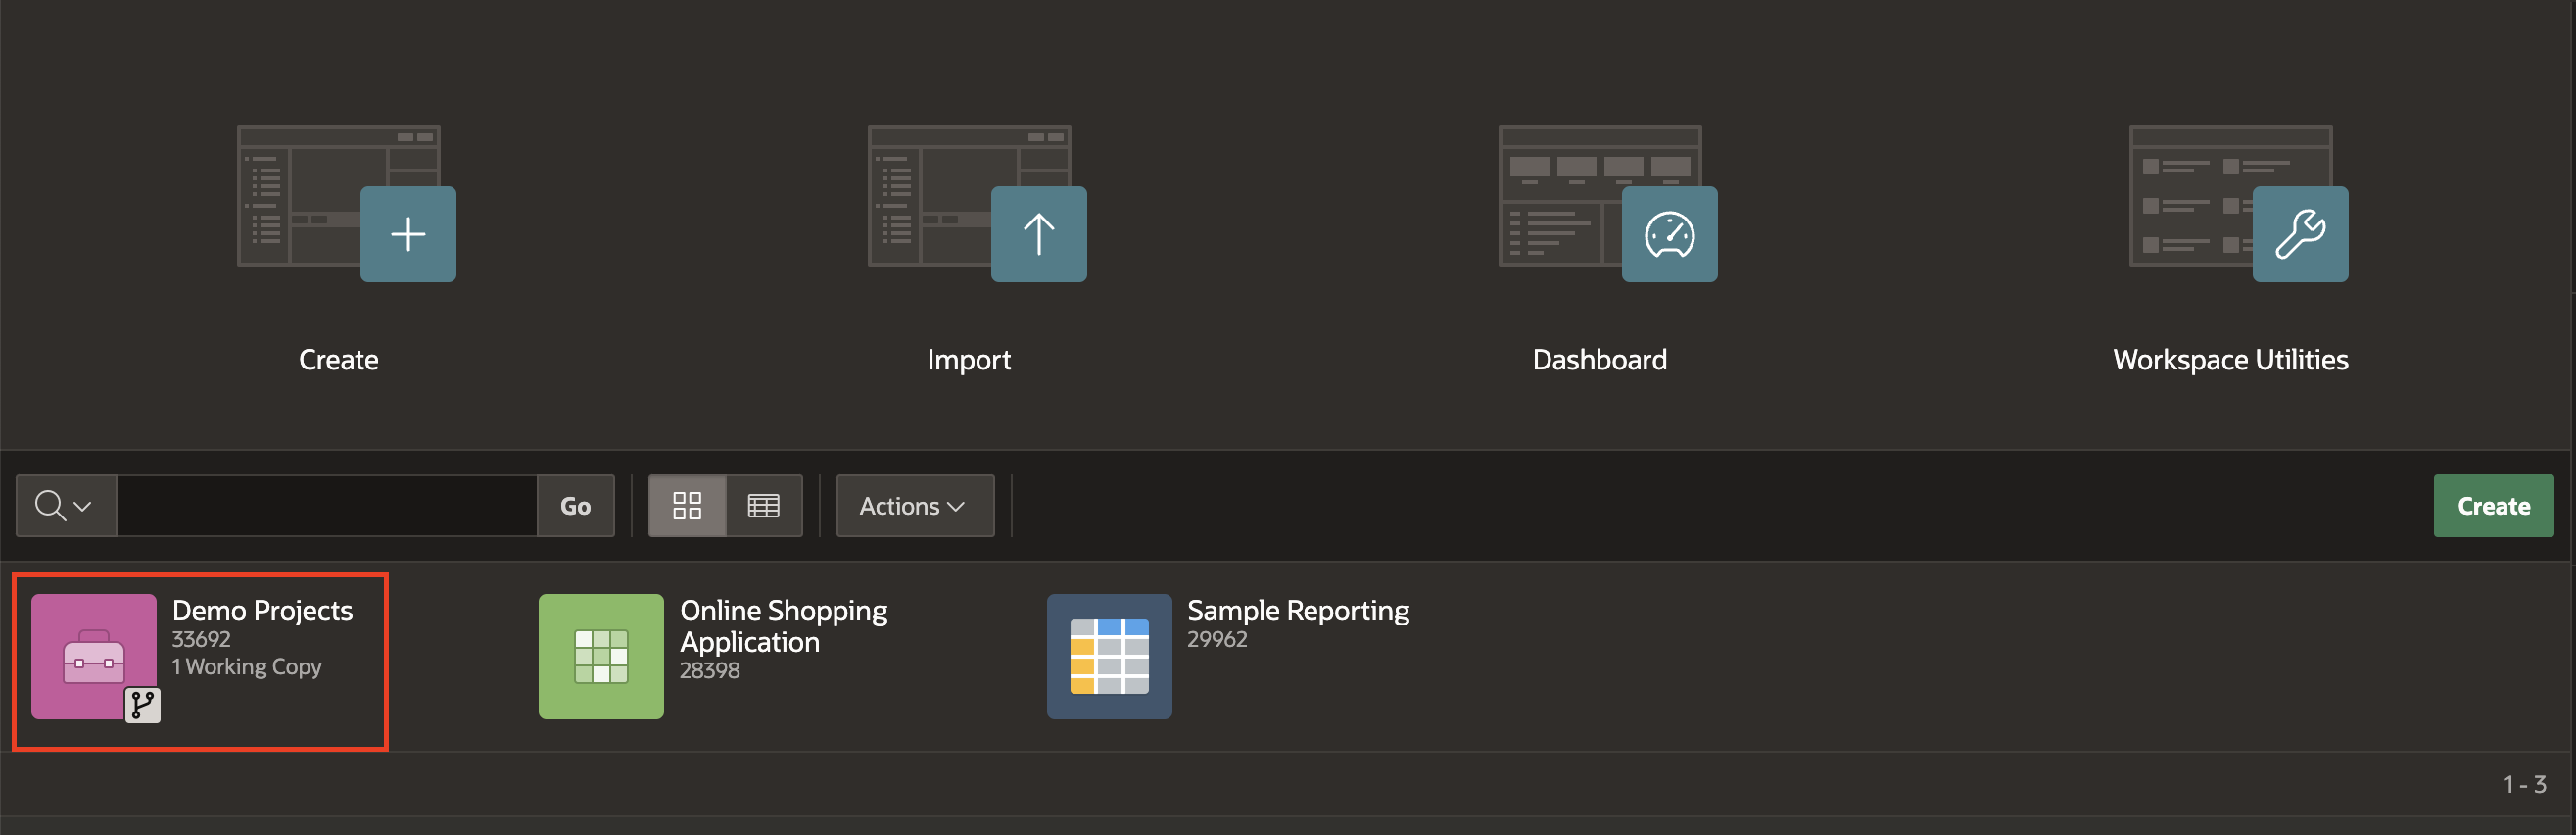 Create
Import
Dashboard
Workspace Utilities
Go
Actions
Create
Demo Projects
33692
1 Working Copy
Online Shopping
Application
28398
Sample Reporting
29962
1 - 3